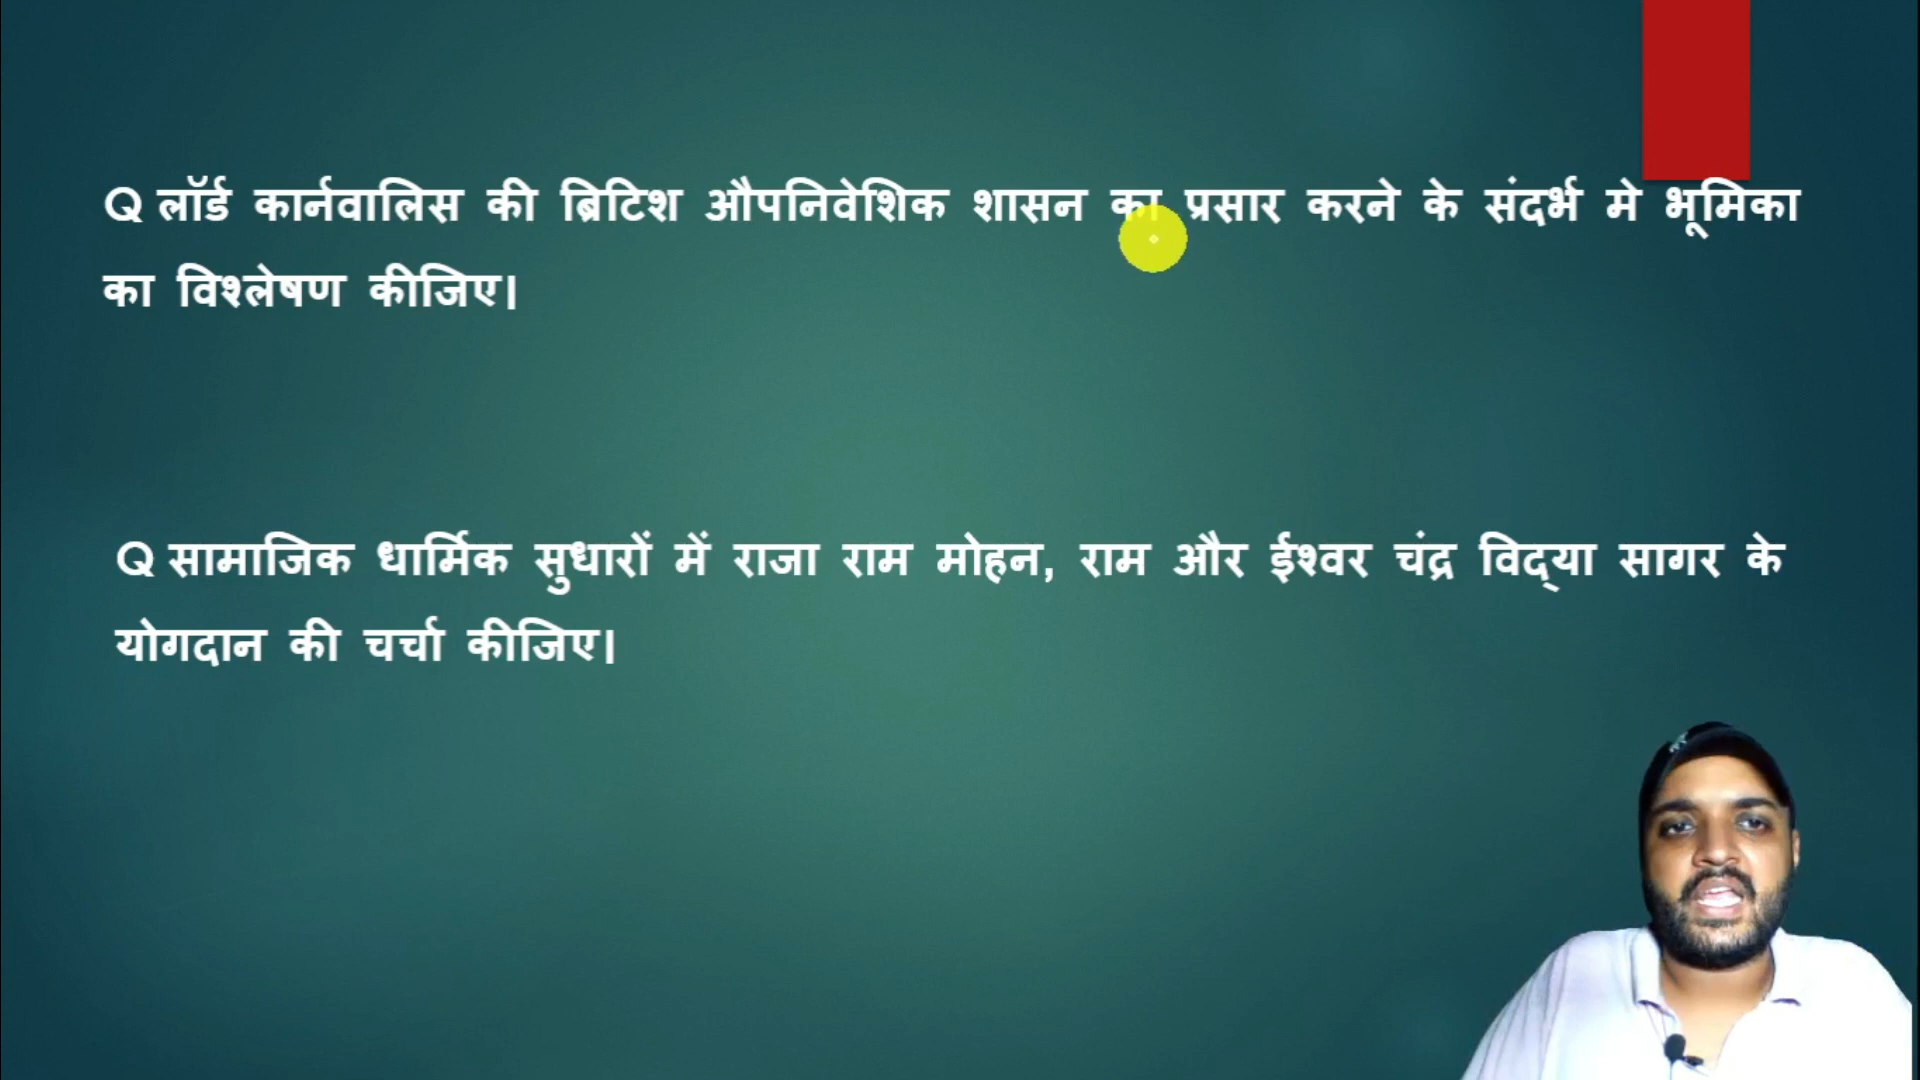 Q लॉर्ड कार्नवालिस की ब्रिटिश औपनिवेशिक शासन का प्रसार करने के संदर्भ मे भूमिका
का विश्लेषण कीजिए।
Q सामाजिक धार्मिक सुधारों में राजा राम मोहन, राम और ईश्वर चंद्र विद्या सागर के
योगदान की चर्चा कीजिए।